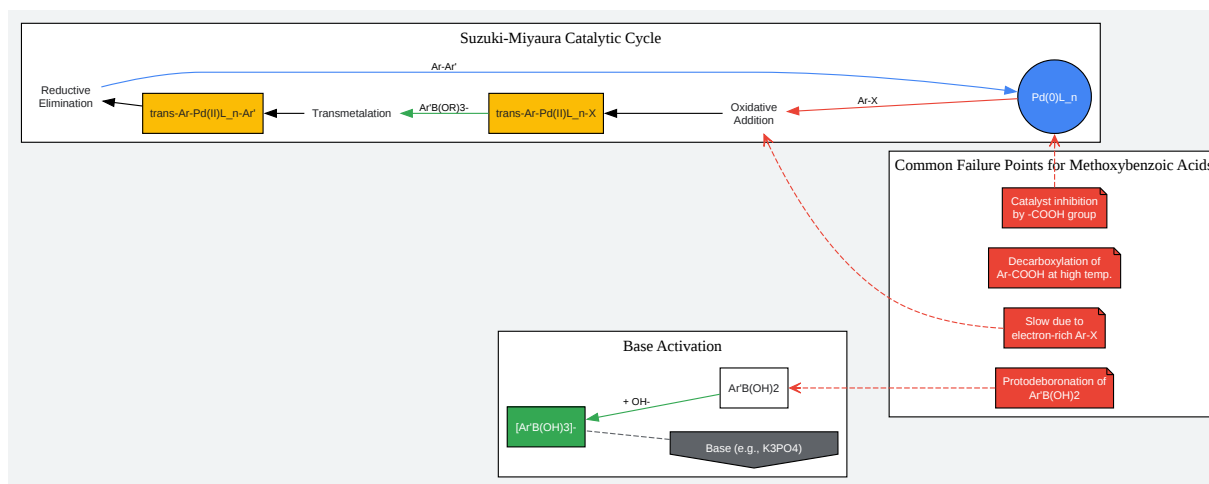 Suzuki-Miyaura Catalytic Cycle
Ar-Ar'
Reductive
Elimination
trans-Ar-Pd(II)L_n-Ar'
Transmetalation
Ar'B(OR)3-
trans-Ar-Pd(II)L_n-X
Oxidative
Addition
Ar-X
Pd(0)L_n
Common Failure Points for Methoxybenzoic Acids
Catalyst inhibition
by -COOH group
Decarboxylation of
Ar-COOH at high temp.
Slow due to
electron-rich Ar-X
Protodeboronation of
Ar'B(OH)2
Base Activation
Ar'B(OH)2
+ OH-
[Ar'B(OH)3]-
Base (e.g., K3PO4)